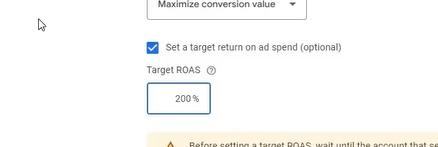 Maximize conversion value
Set a target return on ad spend (optional)
Target ROAS
200 %
Before setting a target ROAS, wait until the account that